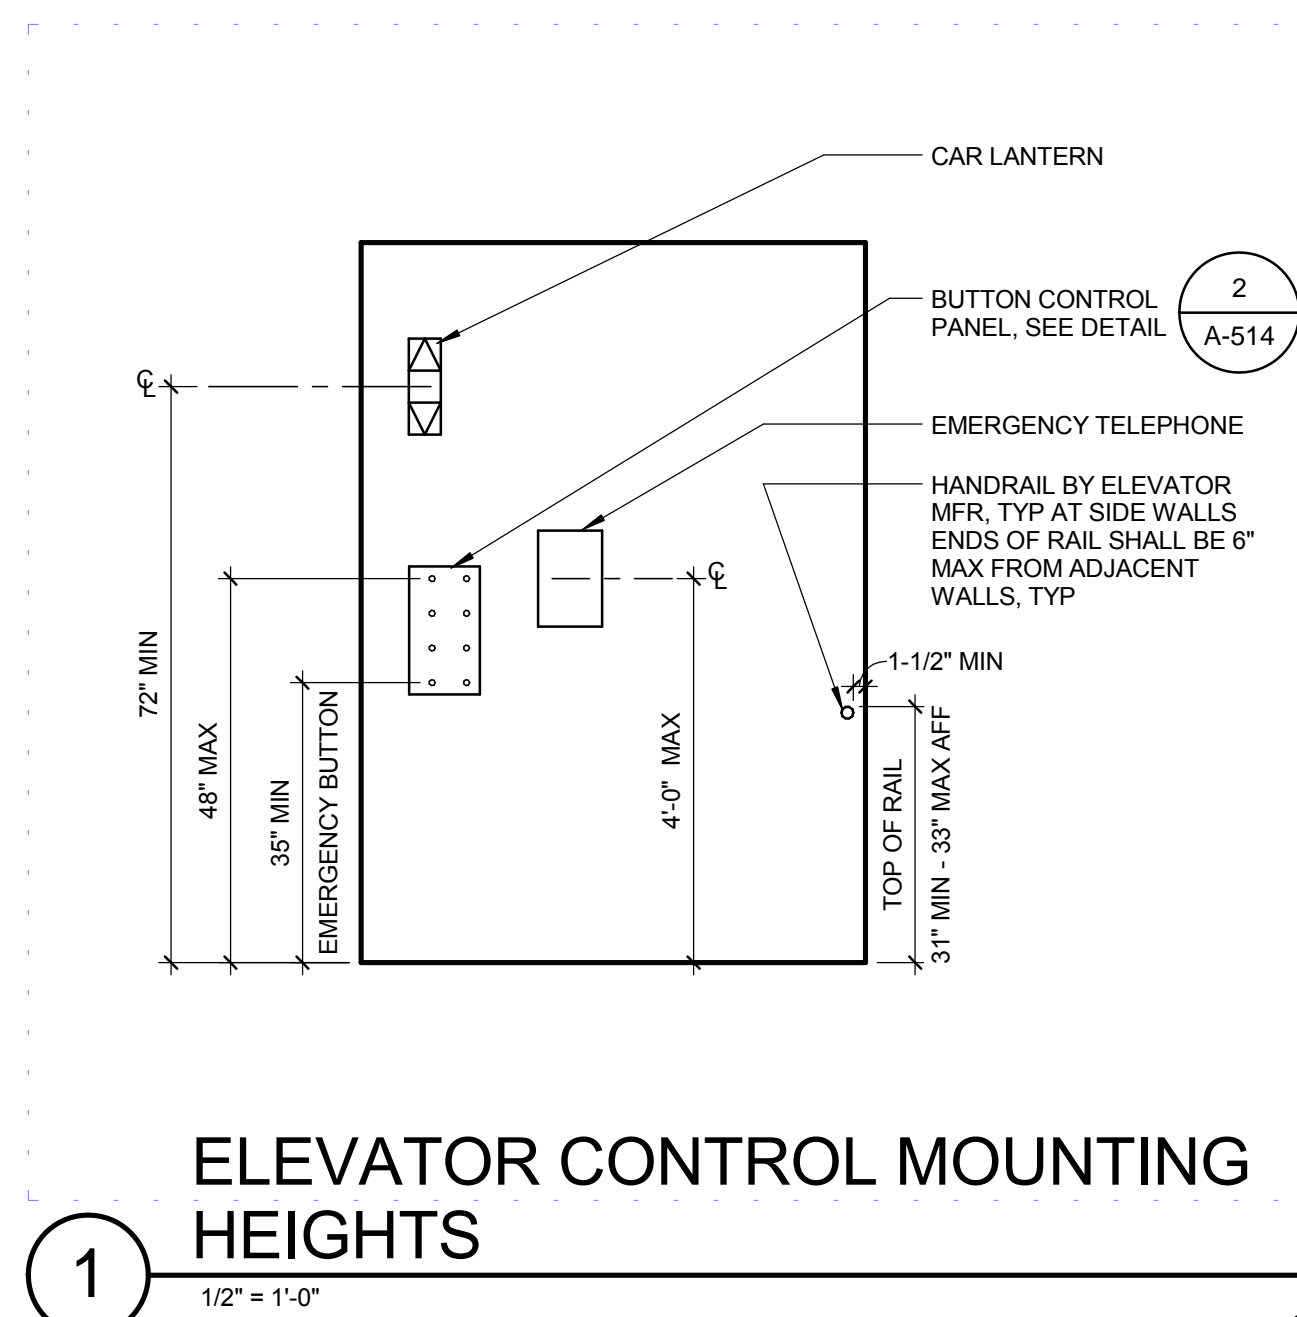 CAR LANTERN
BUTTON CONTROL
PANEL, SEE DETAIL
2
A-514
EMERGENCY TELEPHONE
HANDRAIL BY ELEVATOR
MFR, TYP AT SIDE WALLS
ENDS OF RAIL SHALL BE 6"
MAX FROM ADJACENT
WALLS, TYP
1-1/2" MIN
CL
CL
72" MIN
48" MAX
35" MIN
EMERGENCY BUTTON
4'-0" MAX
TOP OF RAIL
31" MIN - 33" MAX AFF
ELEVATOR CONTROL MOUNTING
HEIGHTS
1
1/2" = 1'-0"